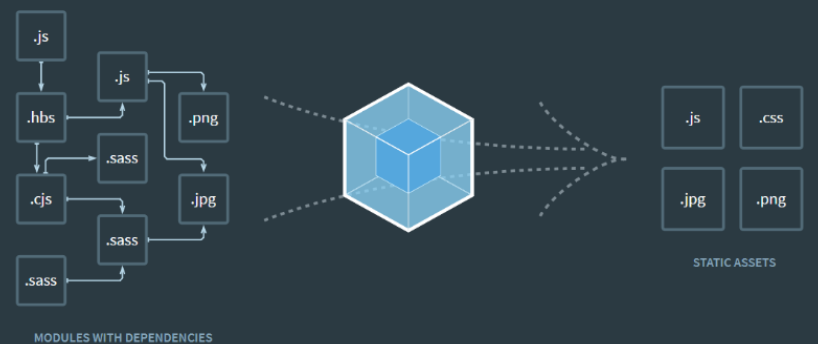 .js
.js
.hbs
.png
.sass
.cjs
.jpg
.sass
.sass
MODULES WITH DEPENDENCIES
.js
.css
.jpg
.png
STATIC ASSETS